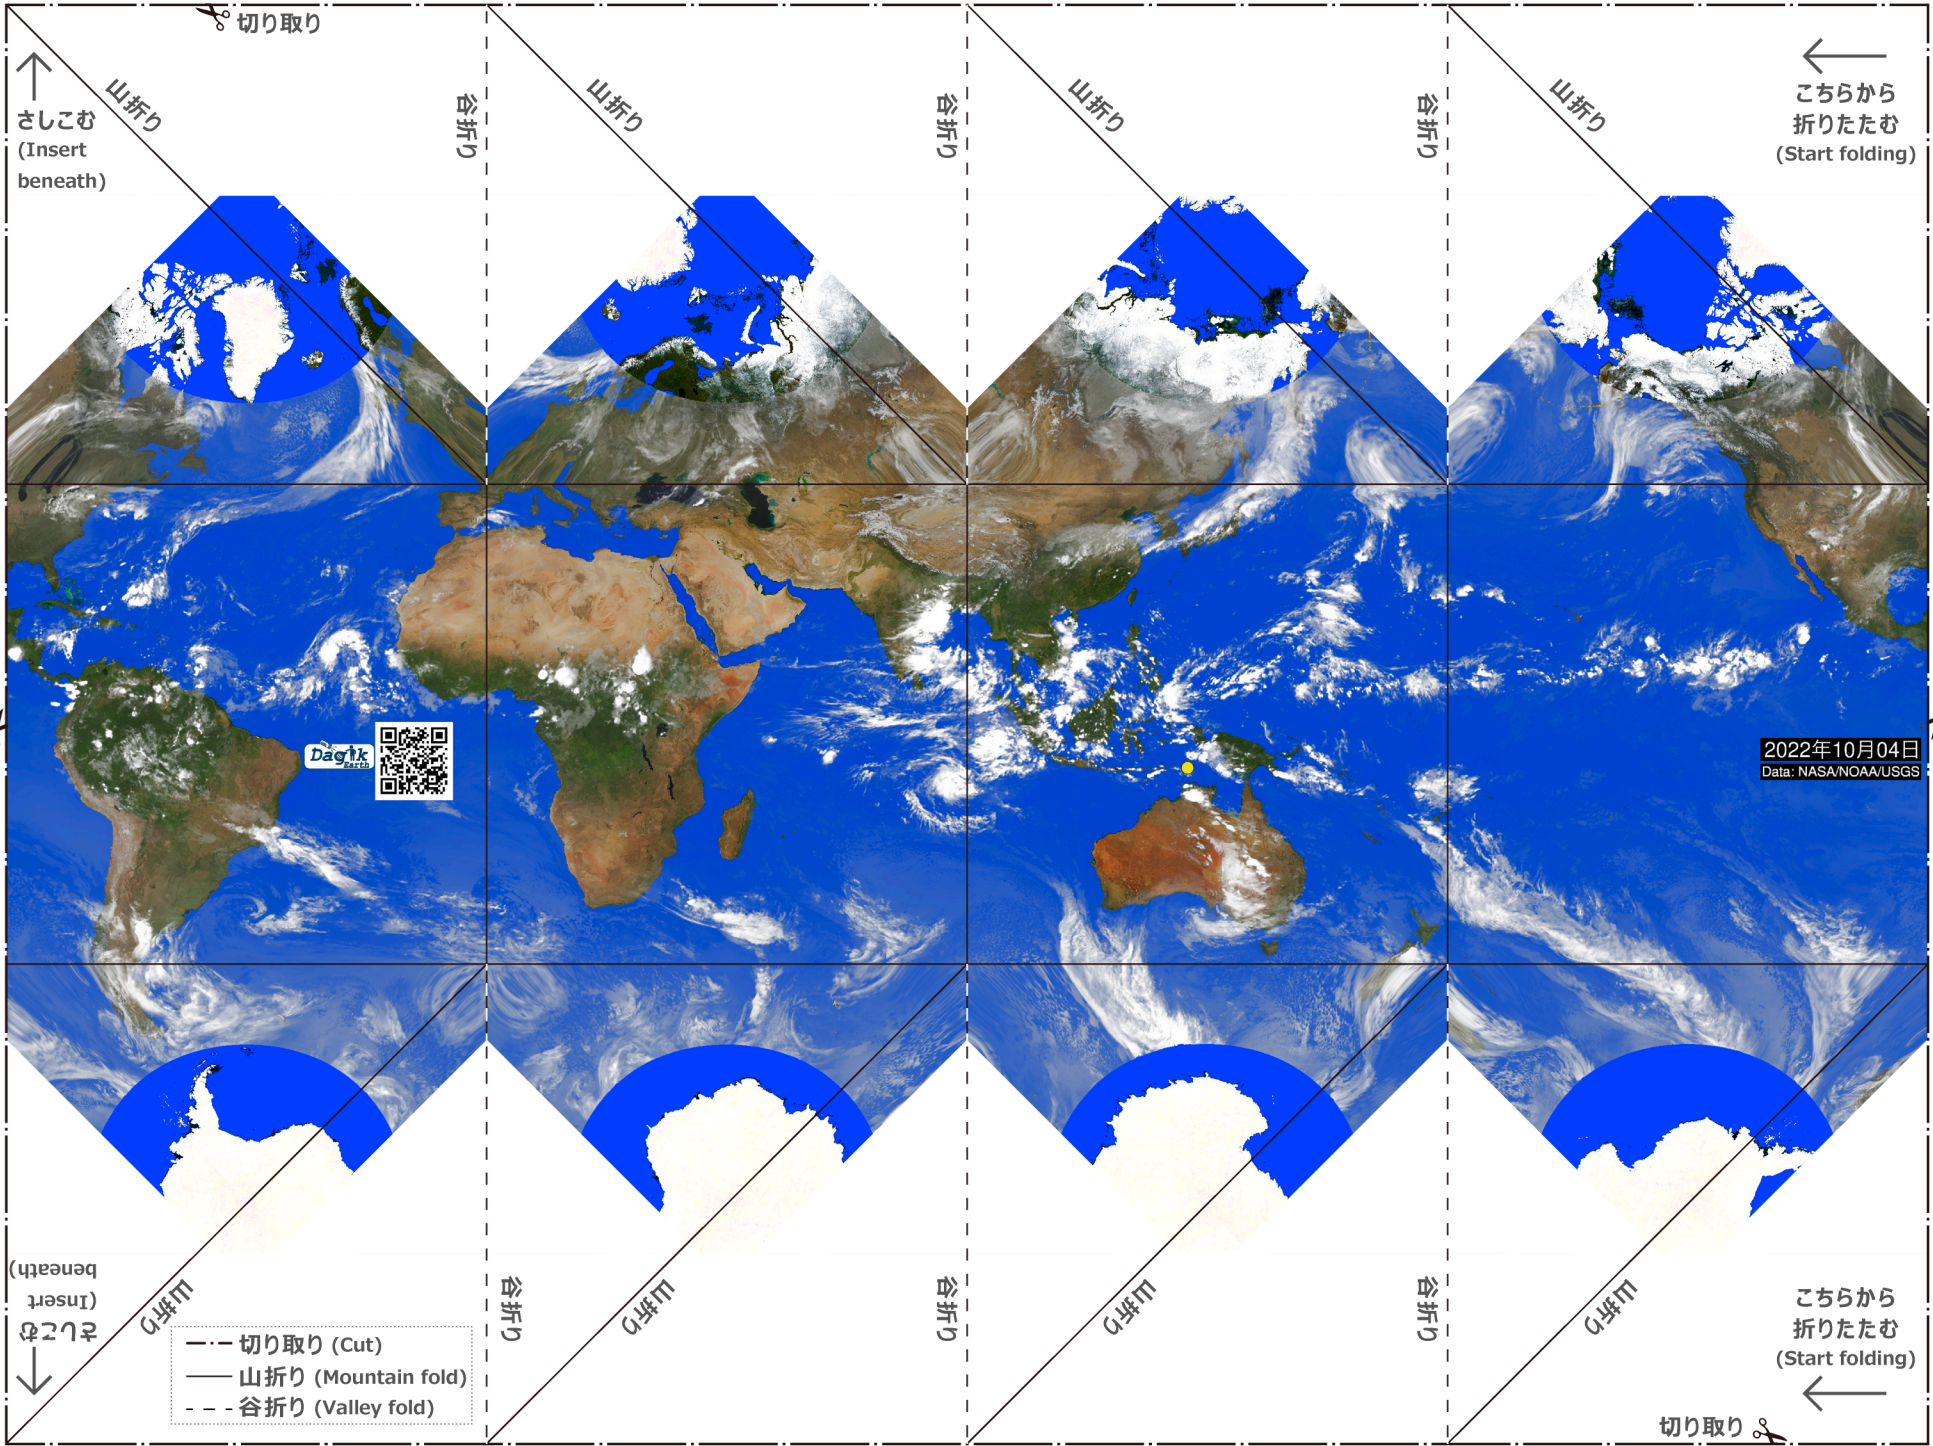 切り取り
山折り
谷折り
山折り
谷折り
山折り
谷折り
山折り
こちらから
折りたたむ
(Start folding)
さしこむ
(Insert
beneath)
Dagik
Earth
2022年10月04日
Data: NASA/NOAA/USGS
さしこむ
(Insert
beneath)
山折り
谷折り
山折り
谷折り
山折り
谷折り
山折り
こちらから
折りたたむ
(Start folding)
切り取り (Cut)
山折り (Mountain fold)
谷折り (Valley fold)
切り取り